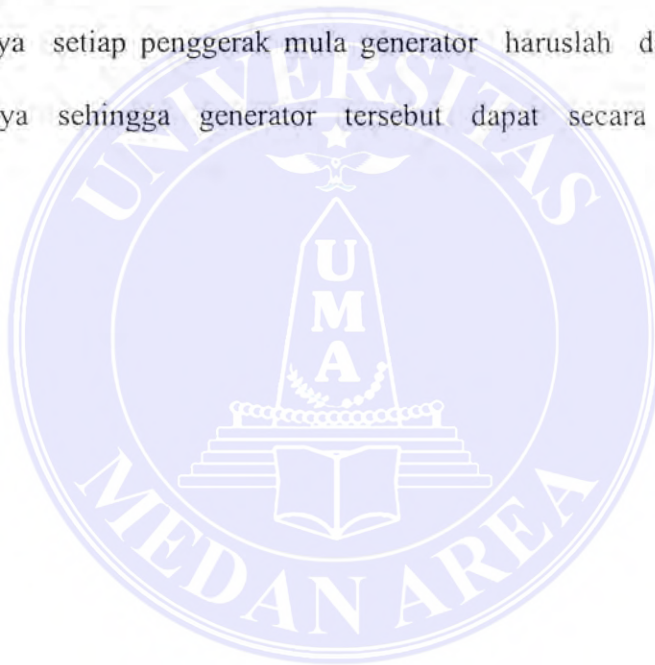 ya setiap penggerak mula generator haruslah d
ya sehingga generator tersebut dapat secara
UNIVERSITAS
U
M
A
MEDAN AREA